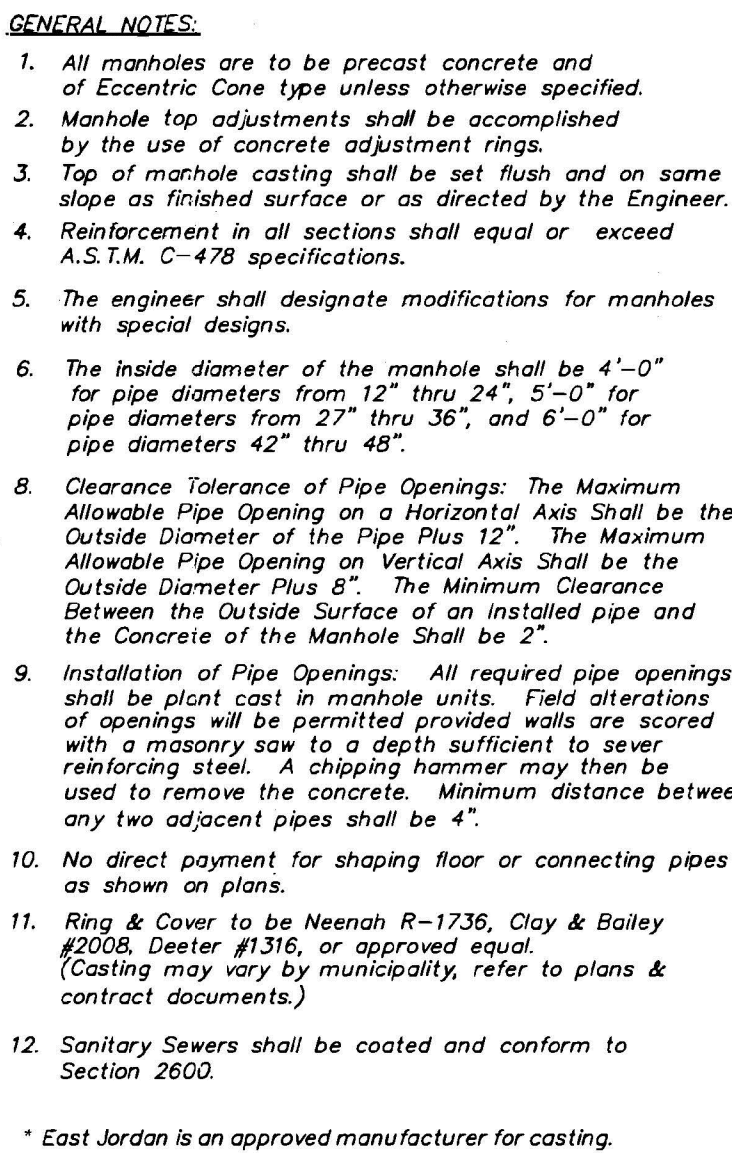 GENERAL NOTES:
1. All manholes are to be precast concrete and
of Eccentric Cone type unless otherwise specified.
2. Manhole top adjustments shall be accomplished
by the use of concrete adjustment rings.
3. Top of manhole casting shall be set flush and on same
slope as finished surface or as directed by the Engineer.
4. Reinforcement in all sections shall equal or exceed
A.S.T.M. C-478 specifications.
5. The engineer shall designate modifications for manholes
with special designs.
6. The inside diameter of the manhole shall be 4'-0"
for pipe diameters from 12" thru 24", 5'-0" for
pipe diameters from 27" thru 36", and 6'-0" for
pipe diameters 42" thru 48".
8. Clearance Tolerance of Pipe Openings: The Maximum
Allowable Pipe Opening on a Horizontal Axis Shall be the
Outside Diameter of the Pipe Plus 12". The Maximum
Allowable Pipe Opening on Vertical Axis Shall be the
Outside Diameter Plus 8". The Minimum Clearance
Between the Outside Surface of an Installed pipe and
the Concrete of the Manhole Shall be 2".
9. Installation of Pipe Openings: All required pipe openings
shall be plant cast in manhole units. Field alterations
of openings will be permitted provided walls are scored
with a masonry saw to a depth sufficient to sever
reinforcing steel. A chipping hammer may then be
used to remove the concrete. Minimum distance betwee
any two adjacent pipes shall be 4".
10. No direct payment for shaping floor or connecting pipes
as shown on plans.
11. Ring & Cover to be Neenah R-1736, Clay & Bailey
#2008, Deeter #1316, or approved equal.
(Casting may vary by municipality, refer to plans &
contract documents.)
12. Sanitary Sewers shall be coated and conform to
Section 2600.
* East Jordan is an approved manufacturer for casting.